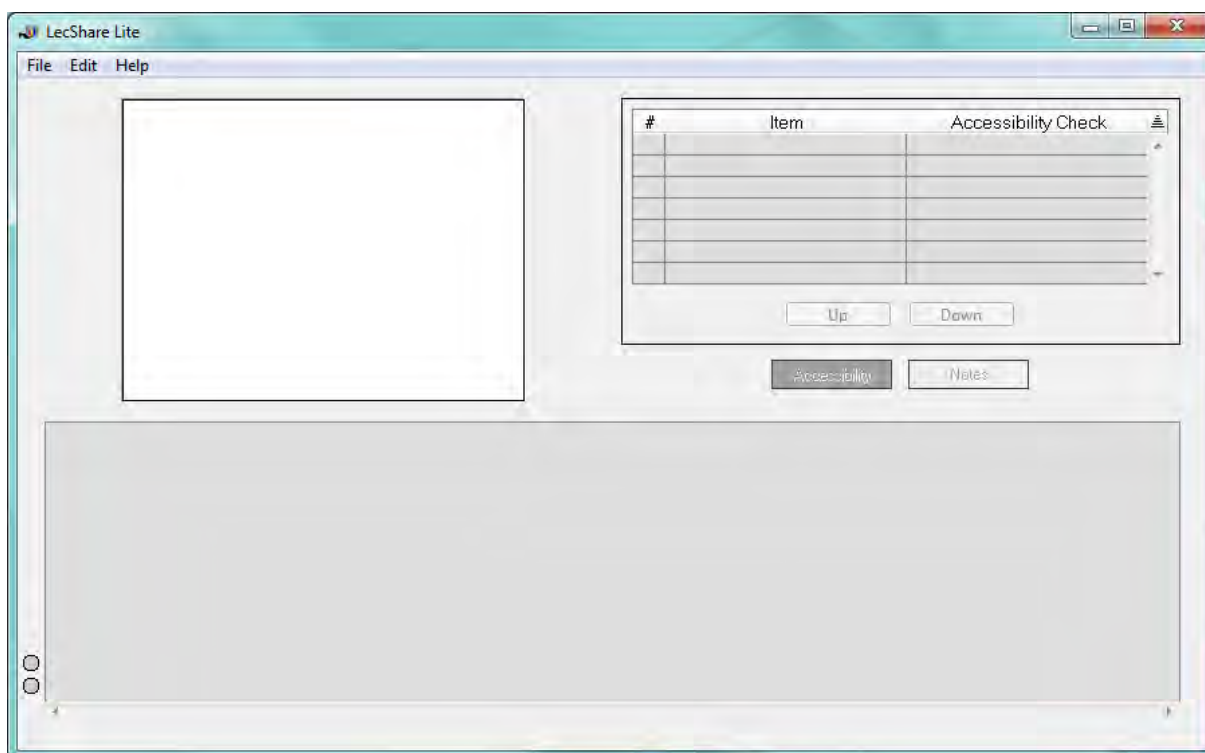 LecShare Lite
File Edit Help
# Item Accessibility Check
Up Down
Accessibility Notes